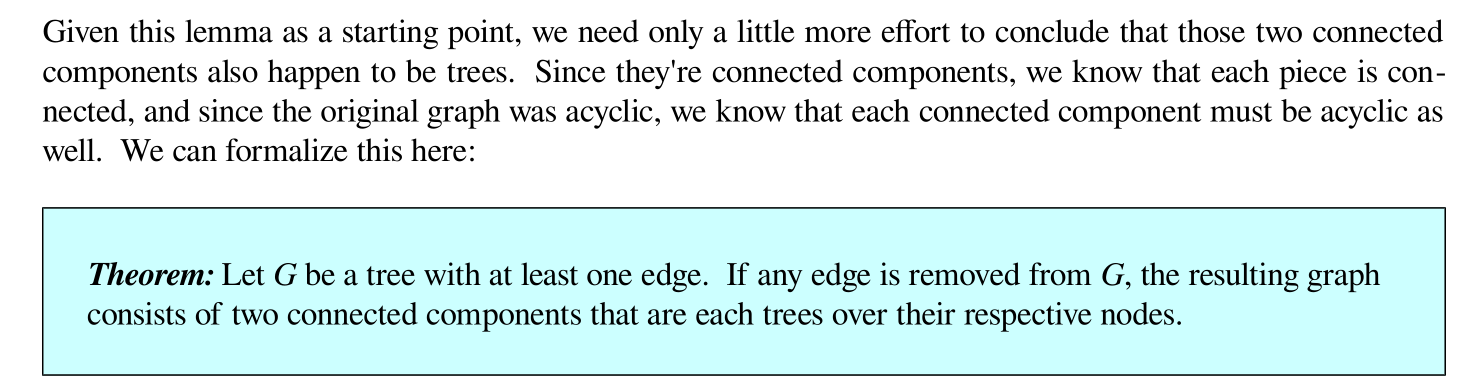 Given this lemma as a starting point, we need only a little more effort to conclude that those two connected
components also happen to be trees.  Since they're connected components, we know that each piece is con-
nected, and since the original graph was acyclic, we know that each connected component must be acyclic as
well.  We can formalize this here:
Theorem: Let G be a tree with at least one edge.  If any edge is removed from G, the resulting graph
consists of two connected components that are each trees over their respective nodes.